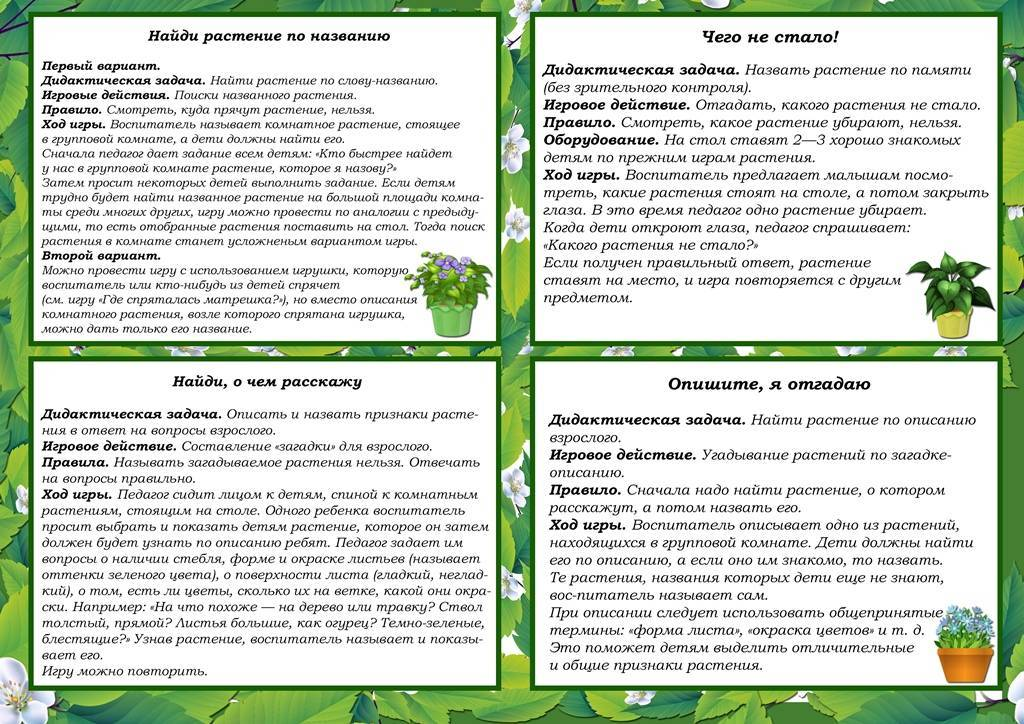 Найди растение по названию
Первый вариант.
Дидактическая задача. Найти растение по слову-названию.
Игровые действия. Поиски названного растения.
Правило. Смотреть, куда прячут растение, нельзя.
Ход игры. Воспитатель называет комнатное растение, стоящее
в групповой комнате, а дети должны найти его.
Сначала педагог дает задание всем детям: «Кто быстрее найдет
у нас в групповой комнате растение, которое я назову?»
Затем просит некоторых детей выполнить задание. Если детям
трудно будет найти названное растение на большой площади комна-
ты среди многих других, игру можно провести по аналогии с предыду-
щими, то есть отобранные растения поставить на стол. Тогда поиск
растения в комнате станет усложненым вариантом игры.
Второй вариант.
Можно провести игру с использованием игрушки, которую
воспитатель или кто-нибудь из детей спрячет
(см. игру «Где спряталась матрешка?»), но вместо описания
комнатного растения, возле которого спрятана игрушка,
можно дать только его название.
Чего не стало!
Дидактическая задача. Назвать растение по памяти
(без зрительного контроля).
Игровое действие. Отгадать, какого растения не стало.
Правило. Смотреть, какое растение убирают, нельзя.
Оборудование. На стол ставят 2—3 хорошо знакомых
детям по прежним играм растения.
Ход игры. Воспитатель предлагает малышам посмо-
треть, какие растения стоят на столе, а потом закрыть
глаза. В это время педагог одно растение убирает.
Когда дети откроют глаза, педагог спрашивает:
«Какого растения не стало?»
Если получен правильный ответ, растение
ставят на место, и игра повторяется с другим
предметом.
Найди, о чем расскажу
Дидактическая задача. Описать и назвать признаки расте-
ния в ответ на вопросы взрослого.
Игровое действие. Составление «загадки» для взрослого.
Правила. Называть загадываемое растения нельзя. Отвечать
на вопросы правильно.
Ход игры. Педагог сидит лицом к детям, спиной к комнатным
растениям, стоящим на столе. Одного ребенка воспитатель
просит выбрать и показать детям растение, которое он затем
должен будет узнать по описанию ребят. Педагог задает им
вопросы о наличии стебля, форме и окраске листьев (называет
оттенки зеленого цвета), о поверхности листа (гладкий, неглад-
кий), о том, есть ли цветы, сколько их на ветке, какой они окра-
ски. Например: «На что похоже — на дерево или травку? Ствол
толстый, прямой? Листья большие, как огурец? Темно-зеленые,
блестящие?» Узнав растение, воспитатель называет и показы-
вает его.
Игру можно повторить.
Опишите, я отгадаю
Дидактическая задача. Найти растение по описанию
взрослого.
Игровое действие. Угадывание растений по загадке-
описанию.
Правило. Сначала надо найти растение, о котором
расскажут, а потом назвать его.
Ход игры. Воспитатель описывает одно из растений,
находящихся в групповой комнате. Дети должны найти
его по описанию, а если оно им знакомо, то назвать.
Те растения, названия которых дети еще не знают,
вос-питатель называет сам.
При описании следует использовать общепринятые
термины: «форма листа», «окраска цветов» и т. д.
Это поможет детям выделить отличительные
и общие признаки растения.